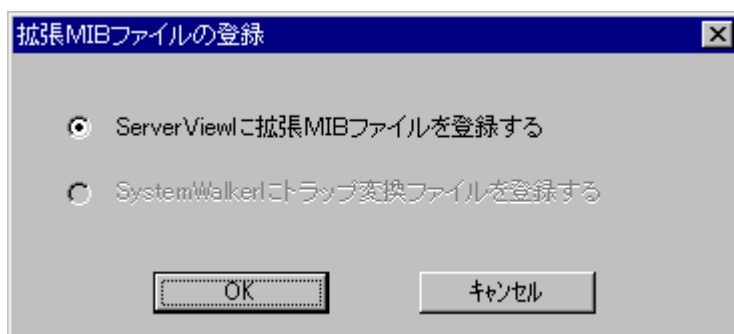 拡張MIBファイルの登録
ServerViewに拡張MIBファイルを登録する
SystemWalkerにトラップ変換ファイルを登録する
OK
キャンセル